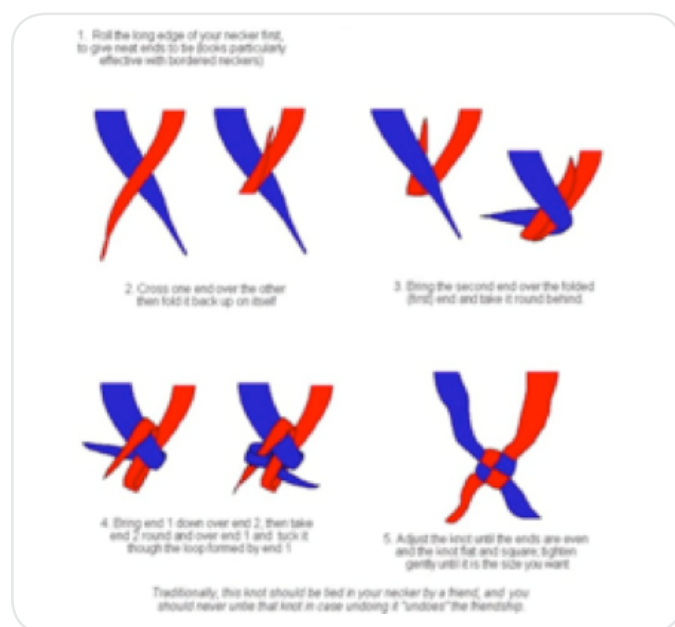 1. Roll the long edge of your necker first,
to give neat ends to tie (looks particularly
effective with bordered neckers)
2. Cross one end over the other
then fold it back up on itself
3. Bring the second end over the folded
(first) end and take it round behind.
4. Bring end 1 down over end 2, then take
end 2 round and over end 1 and tuck it
though the loop formed by end 1
5. Adjust the knot until the ends are even
and the knot flat and square; tighten
gently until it is the size you want
Traditionally, this knot should be tied in your necker by a friend, and you
should never untie that knot in case undoing it "undoes" the friendship.